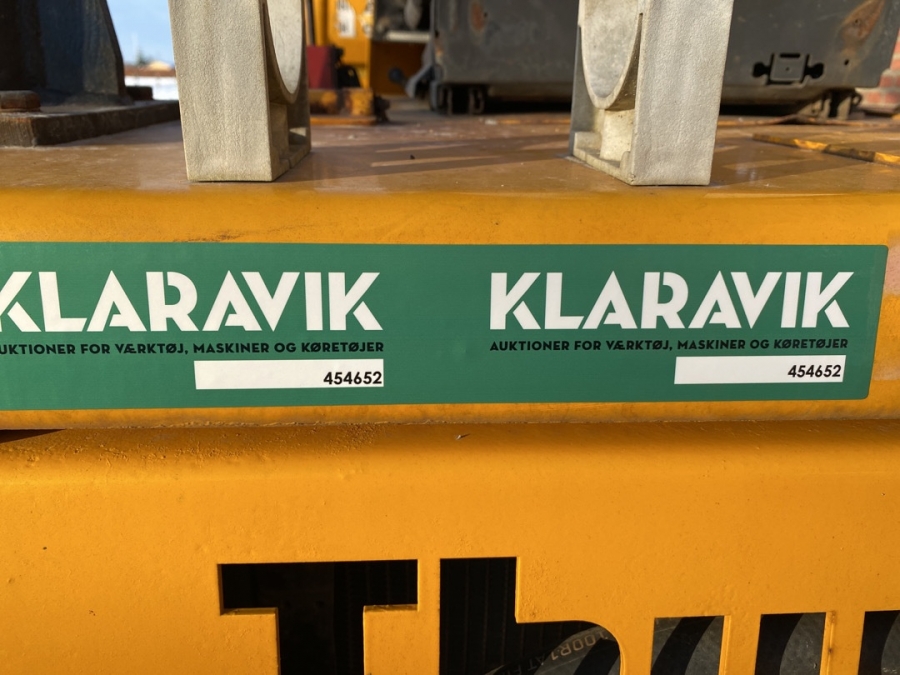 KLARAVIK
AUKTIONER FOR VÆRKTØJ, MASKINER OG KØRETØJER
454652
KLARAVIK
AUKTIONER FOR VÆRKTØJ, MASKINER OG KØRETØJER
454652